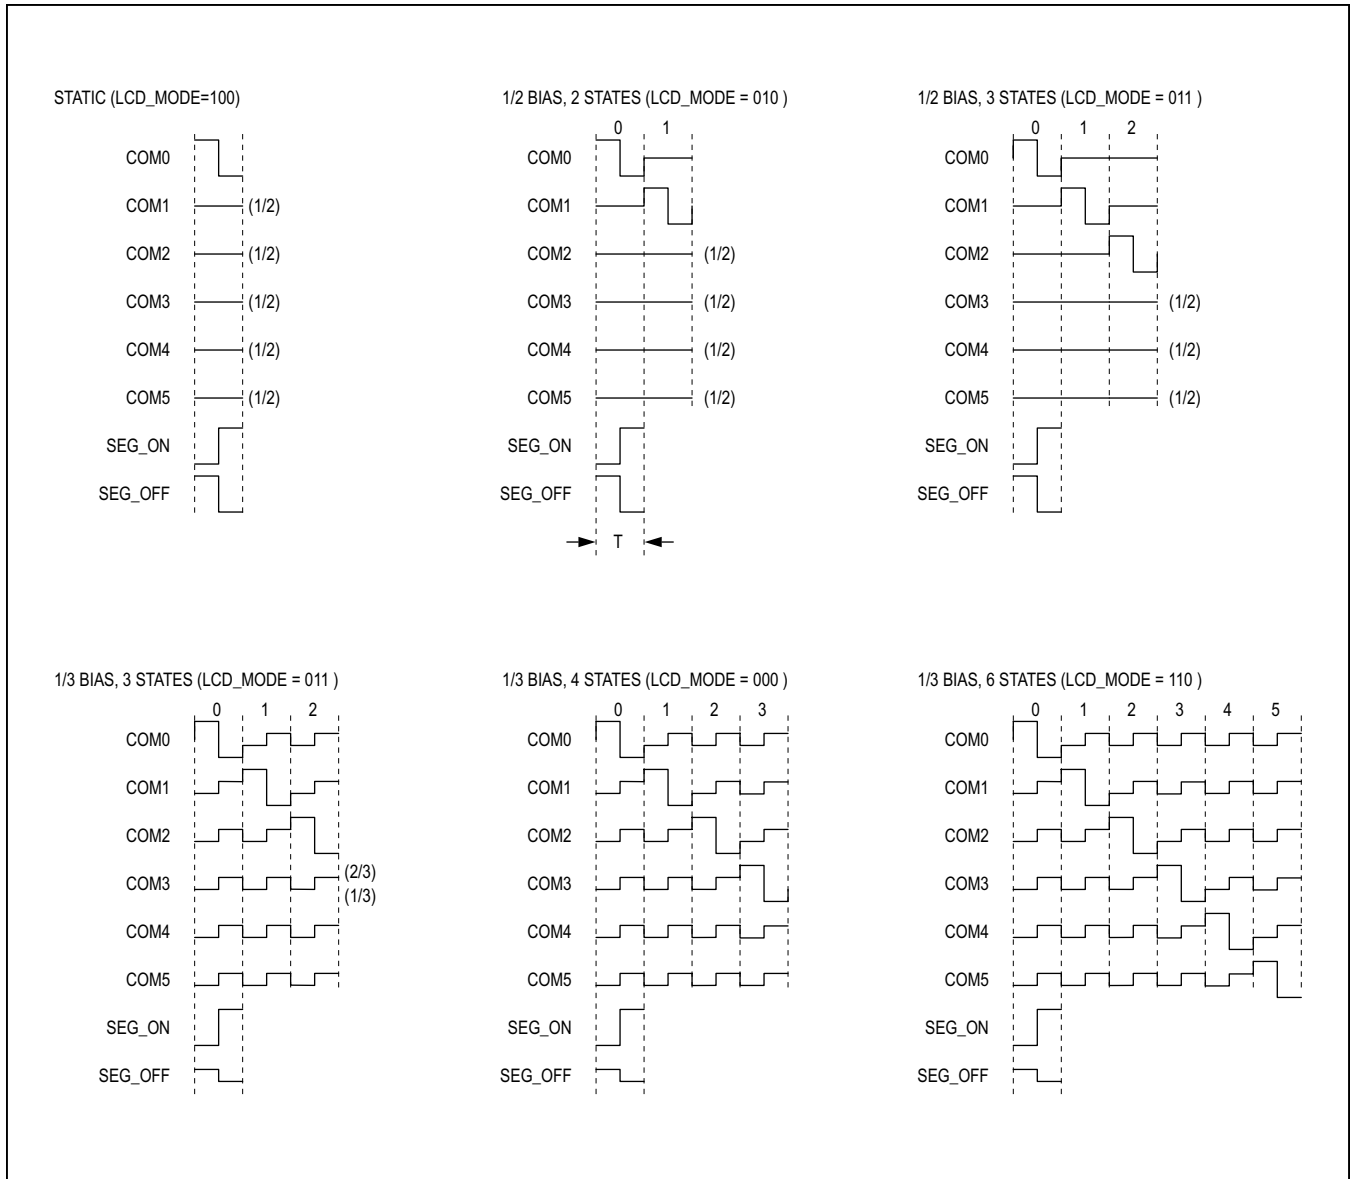 STATIC (LCD_MODE=100)
COM0
COM1 (1/2)
COM2 (1/2)
COM3 (1/2)
COM4 (1/2)
COM5 (1/2)
SEG_ON
SEG_OFF
1/2 BIAS, 2 STATES (LCD_MODE = 010 )
0 1
COM0
COM1
COM2 (1/2)
COM3 (1/2)
COM4 (1/2)
COM5 (1/2)
SEG_ON
SEG_OFF
T
1/2 BIAS, 3 STATES (LCD_MODE = 011 )
0 1 2
COM0
COM1
COM2
COM3 (1/2)
COM4 (1/2)
COM5 (1/2)
SEG_ON
SEG_OFF
1/3 BIAS, 3 STATES (LCD_MODE = 011 )
0 1 2
COM0
COM1
COM2
(2/3)
COM3
(1/3)
COM4
COM5
SEG_ON
SEG_OFF
1/3 BIAS, 4 STATES (LCD_MODE = 000 )
0 1 2 3
COM0
COM1
COM2
COM3
COM4
COM5
SEG_ON
SEG_OFF
1/3 BIAS, 6 STATES (LCD_MODE = 110 )
0 1 2 3 4 5
COM0
COM1
COM2
COM3
COM4
COM5
SEG_ON
SEG_OFF